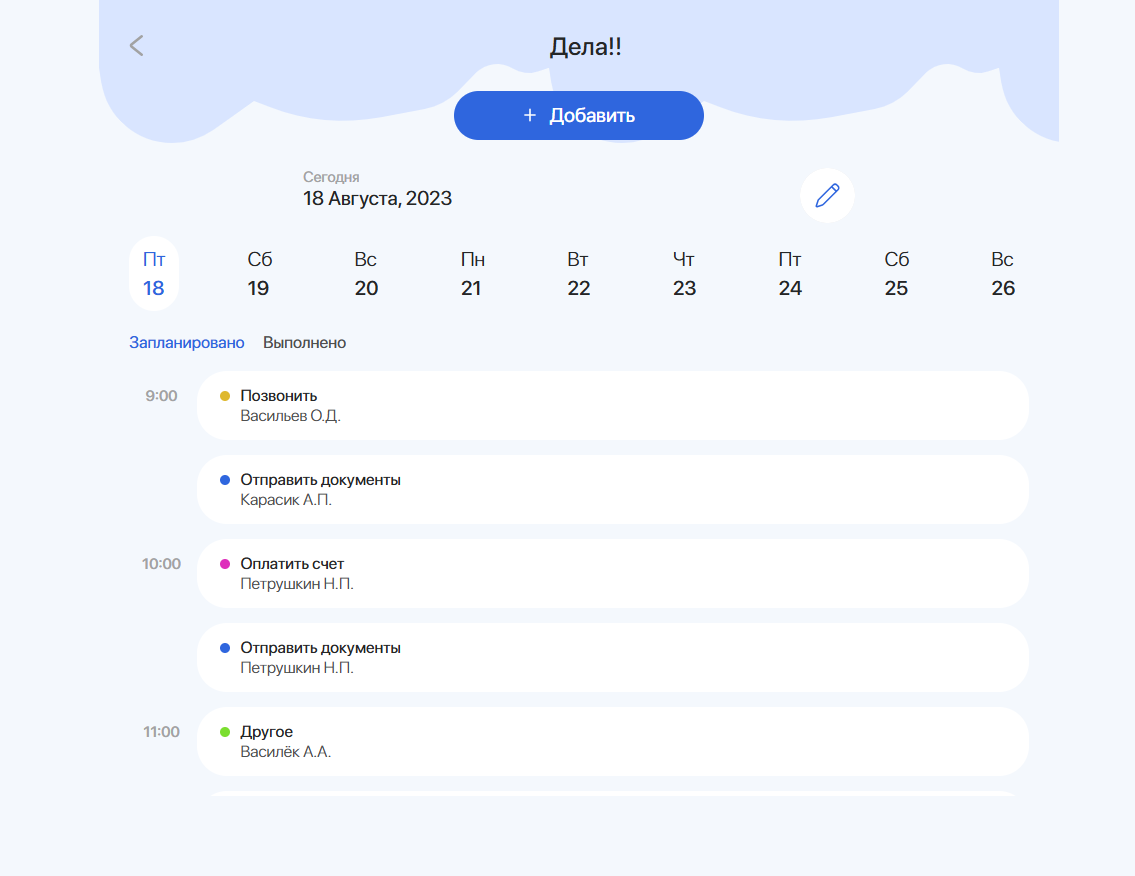 Дела!!
+ Добавить
Сегодня
18 Августа, 2023
Пт Сб Вс Пн Вт Чт Пт Сб Вс
18 19 20 21 22 23 24 25 26
Запланировано Выполнено
9:00 Позвонить
Васильев О.Д.
Отправить документы
Карасик А.П.
10:00 Оплатить счет
Петрушкин Н.П.
Отправить документы
Петрушкин Н.П.
11:00 Другое
Василёк А.А.